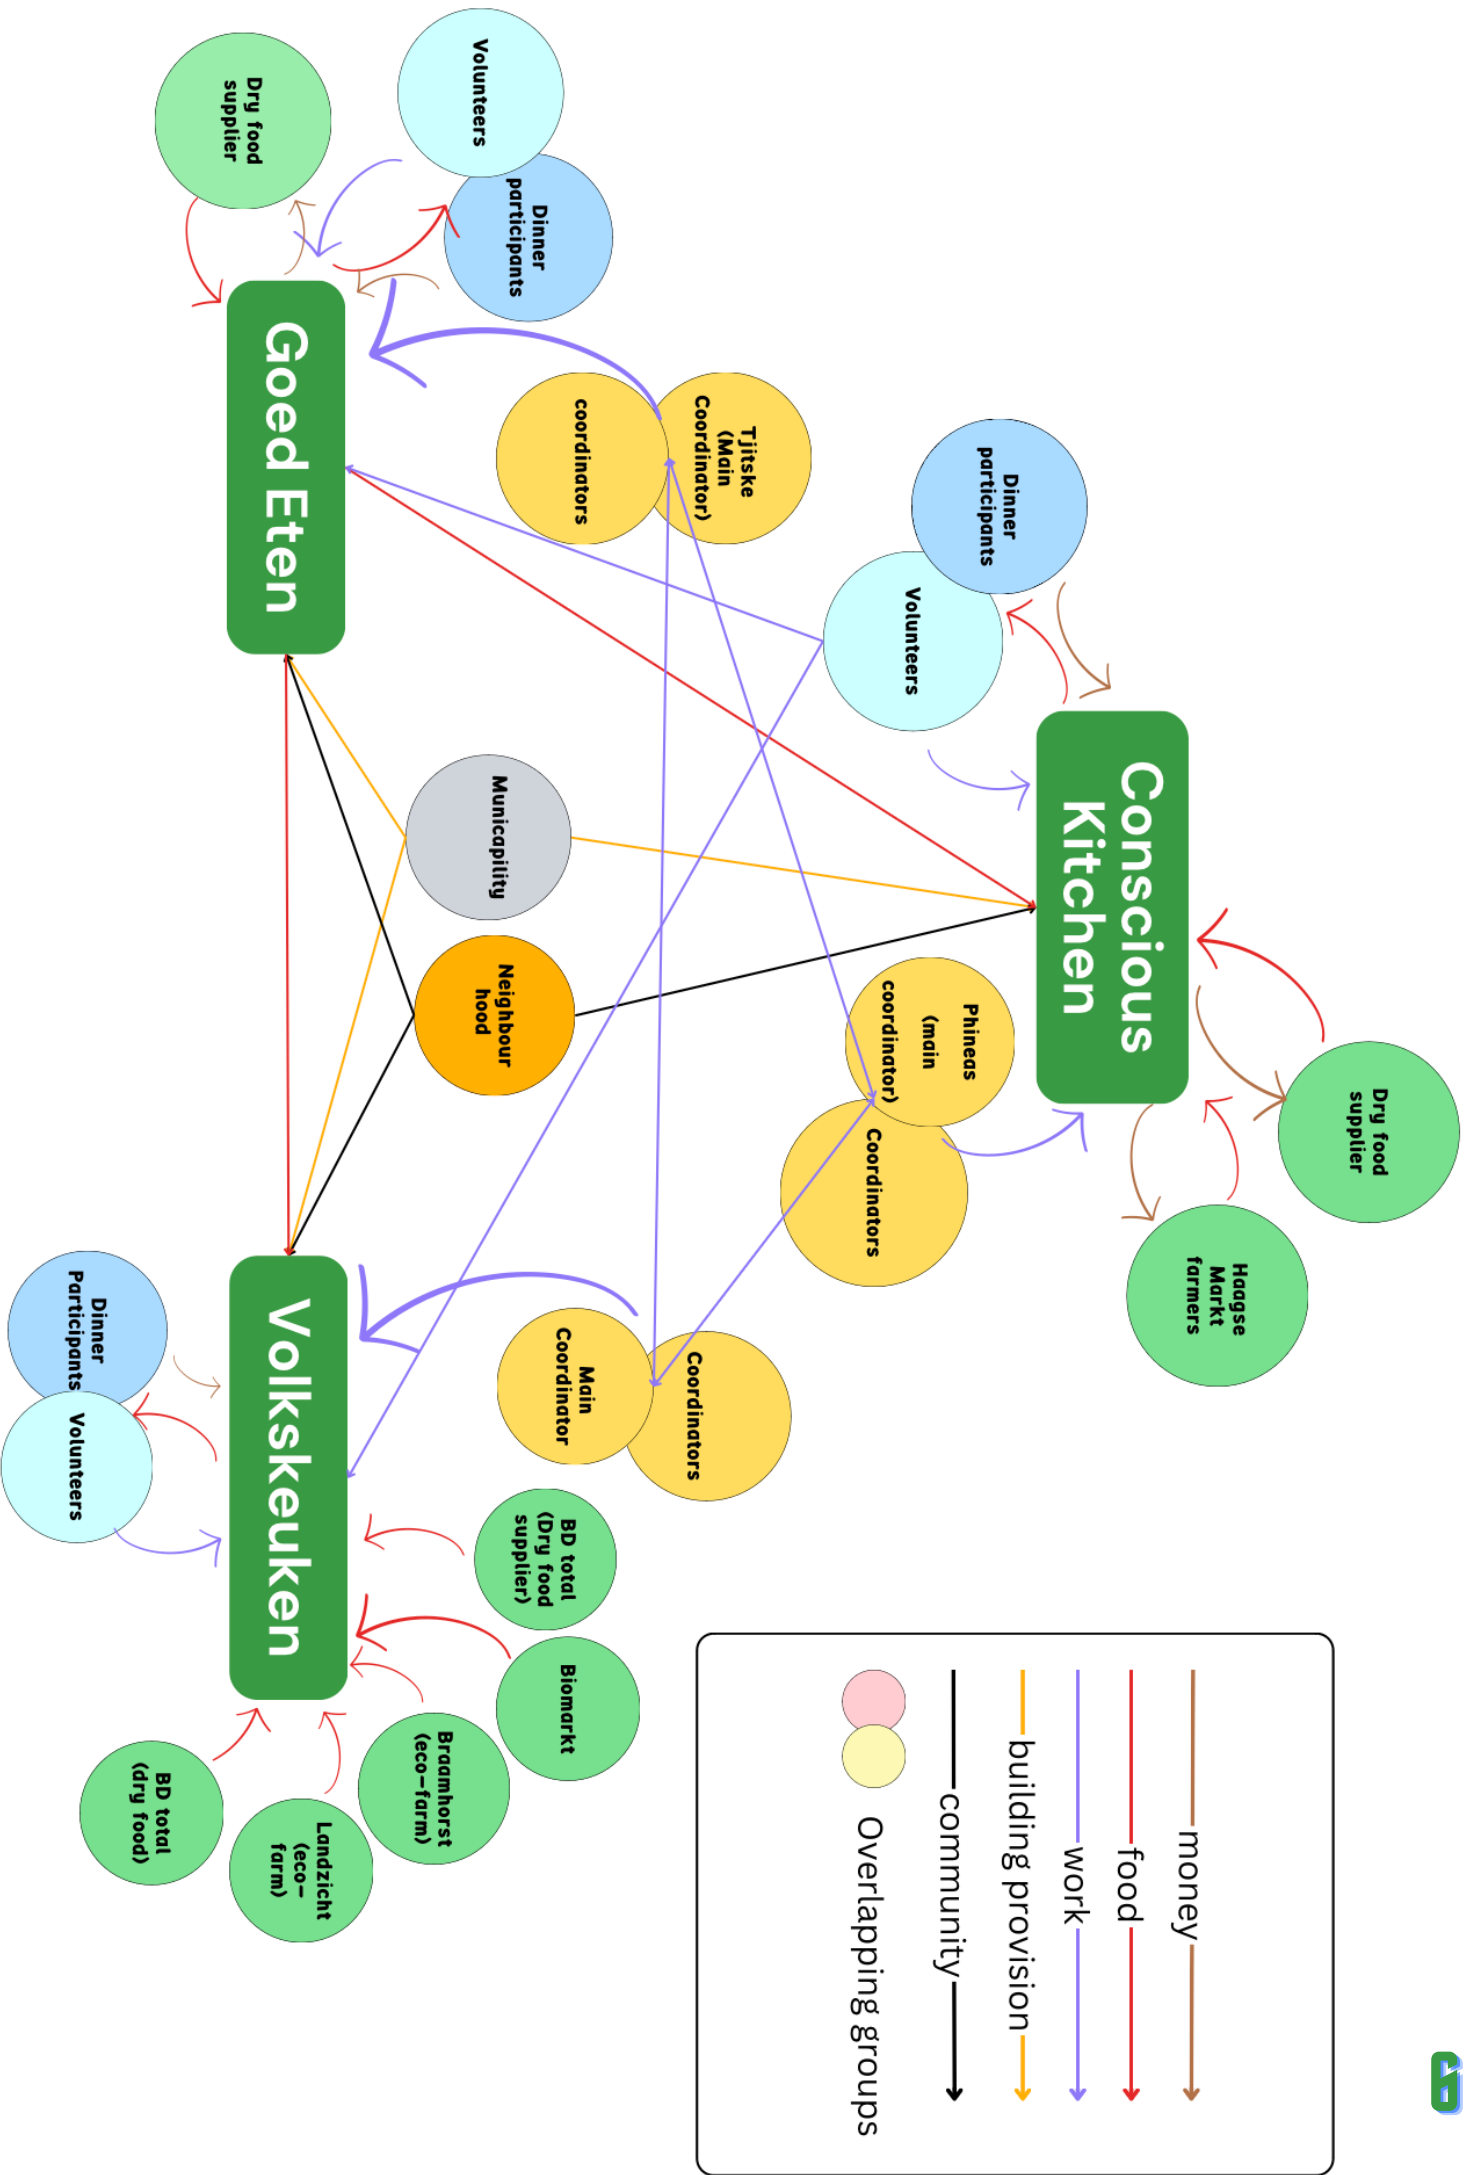 Dry food
supplier
Haagse
Markt
farmers
Conscious
Kitchen
Dinner
participants
Volunteers
Phineas
(main
coordinator)
Coordinators
Tjitske
(Main
Coordinator)
coordinators
Coordinators
Main
Coordinator
money
food
work
building provision
community
Overlapping groups
Volunteers
Dinner
participants
Dry food
supplier
Goed Eten
Municapility
Neighbour
hood
Volkskeuken
BD total
(Dry food
supplier)
Biomarkt
Braamhorst
(eco-farm)
Landzicht
(eco-
farm)
BD total
(dry food)
Dinner
Participants
Volunteers